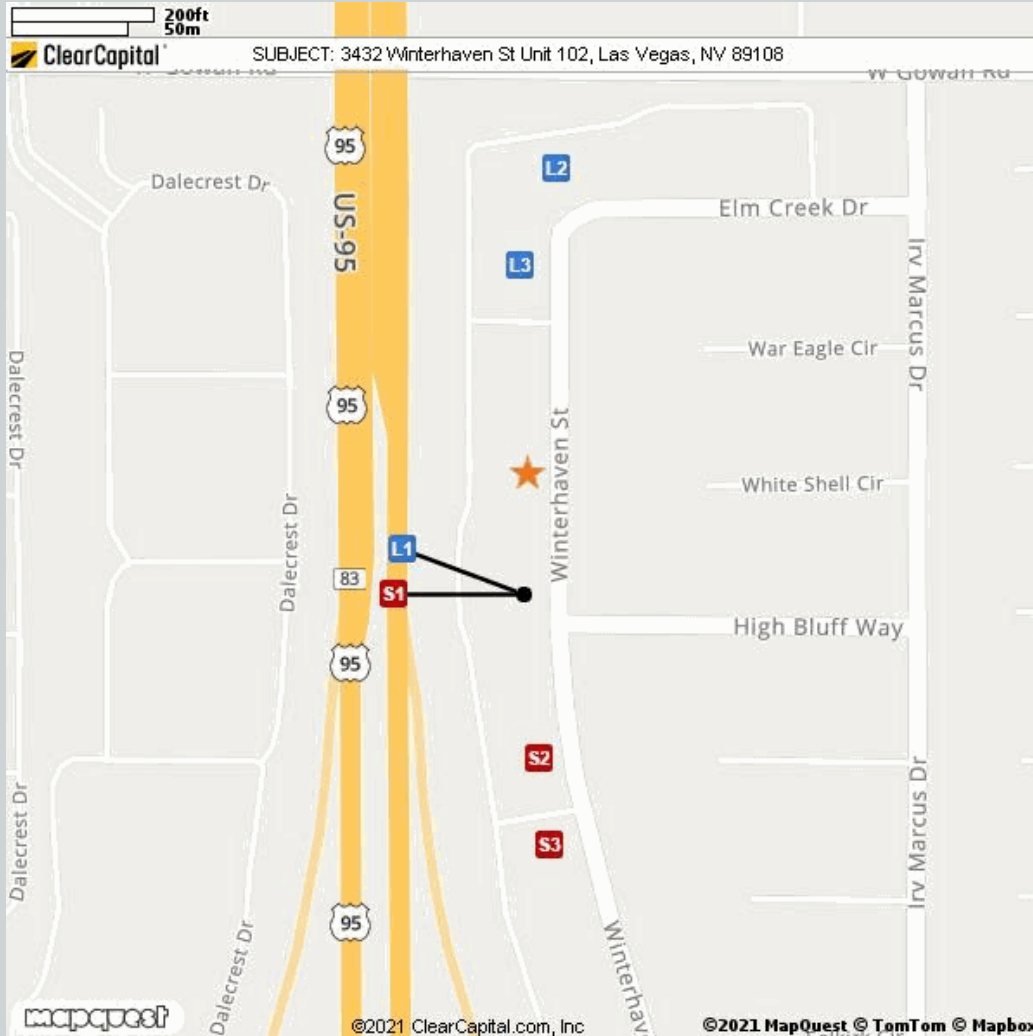 200ft
50m
ClearCapital
SUBJECT: 3432 Winterhaven St Unit 102, Las Vegas, NV 89108
W Gowan Rd
W Gowan Rd
95
US-95
Dalecrest Dr
L2
Elm Creek Dr
L3
Irv Marcus Dr
War Eagle Cir
Dalecrest Dr
95
Winterhaven St
White Shell Cir
Dalecrest Dr
L1
83
S1
High Bluff Way
95
S2
Irv Marcus Dr
Dalecrest Dr
S3
95
Dalecrest Dr
Winterhav
mapquest
©2021 ClearCapital.com, Inc
©2021 MapQuest © TomTom © Mapbox